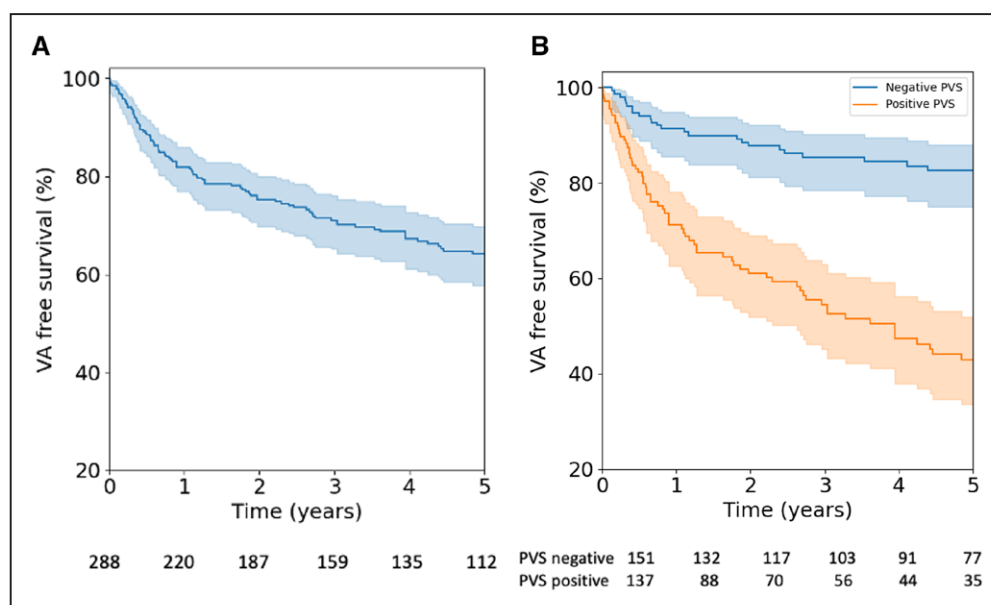 A
100
80
60
40
20
VA free survival (%)
0 1 2 3 4 5
Time (years)
288 220 187 159 135 112
B
Negative PVS
Positive PVS
100
80
60
40
20
VA free survival (%)
0 1 2 3 4 5
Time (years)
PVS negative 151 132 117 103 91 77
PVS positive 137 88 70 56 44 35